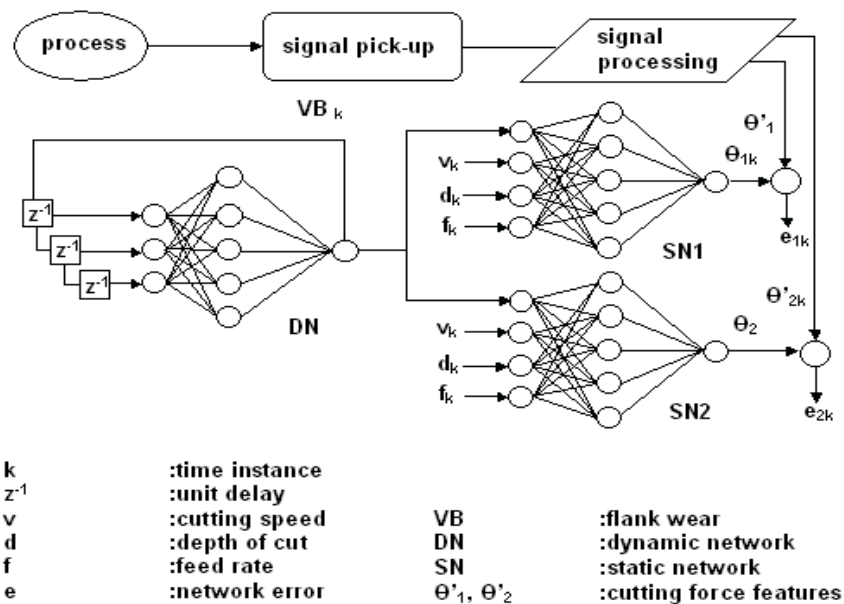 process
signal pick-up
signal
processing
VB k
Θ'1
Θ1k
vk
dk
fk
e1k
SN1
z-1
z-1
z-1
DN
Θ'2k
Θ2
vk
dk
fk
e2k
SN2
k :time instance
z-1 :unit delay
v :cutting speed VB :flank wear
d :depth of cut DN :dynamic network
f :feed rate SN :static network
e :network error Θ'1, Θ'2 :cutting force features